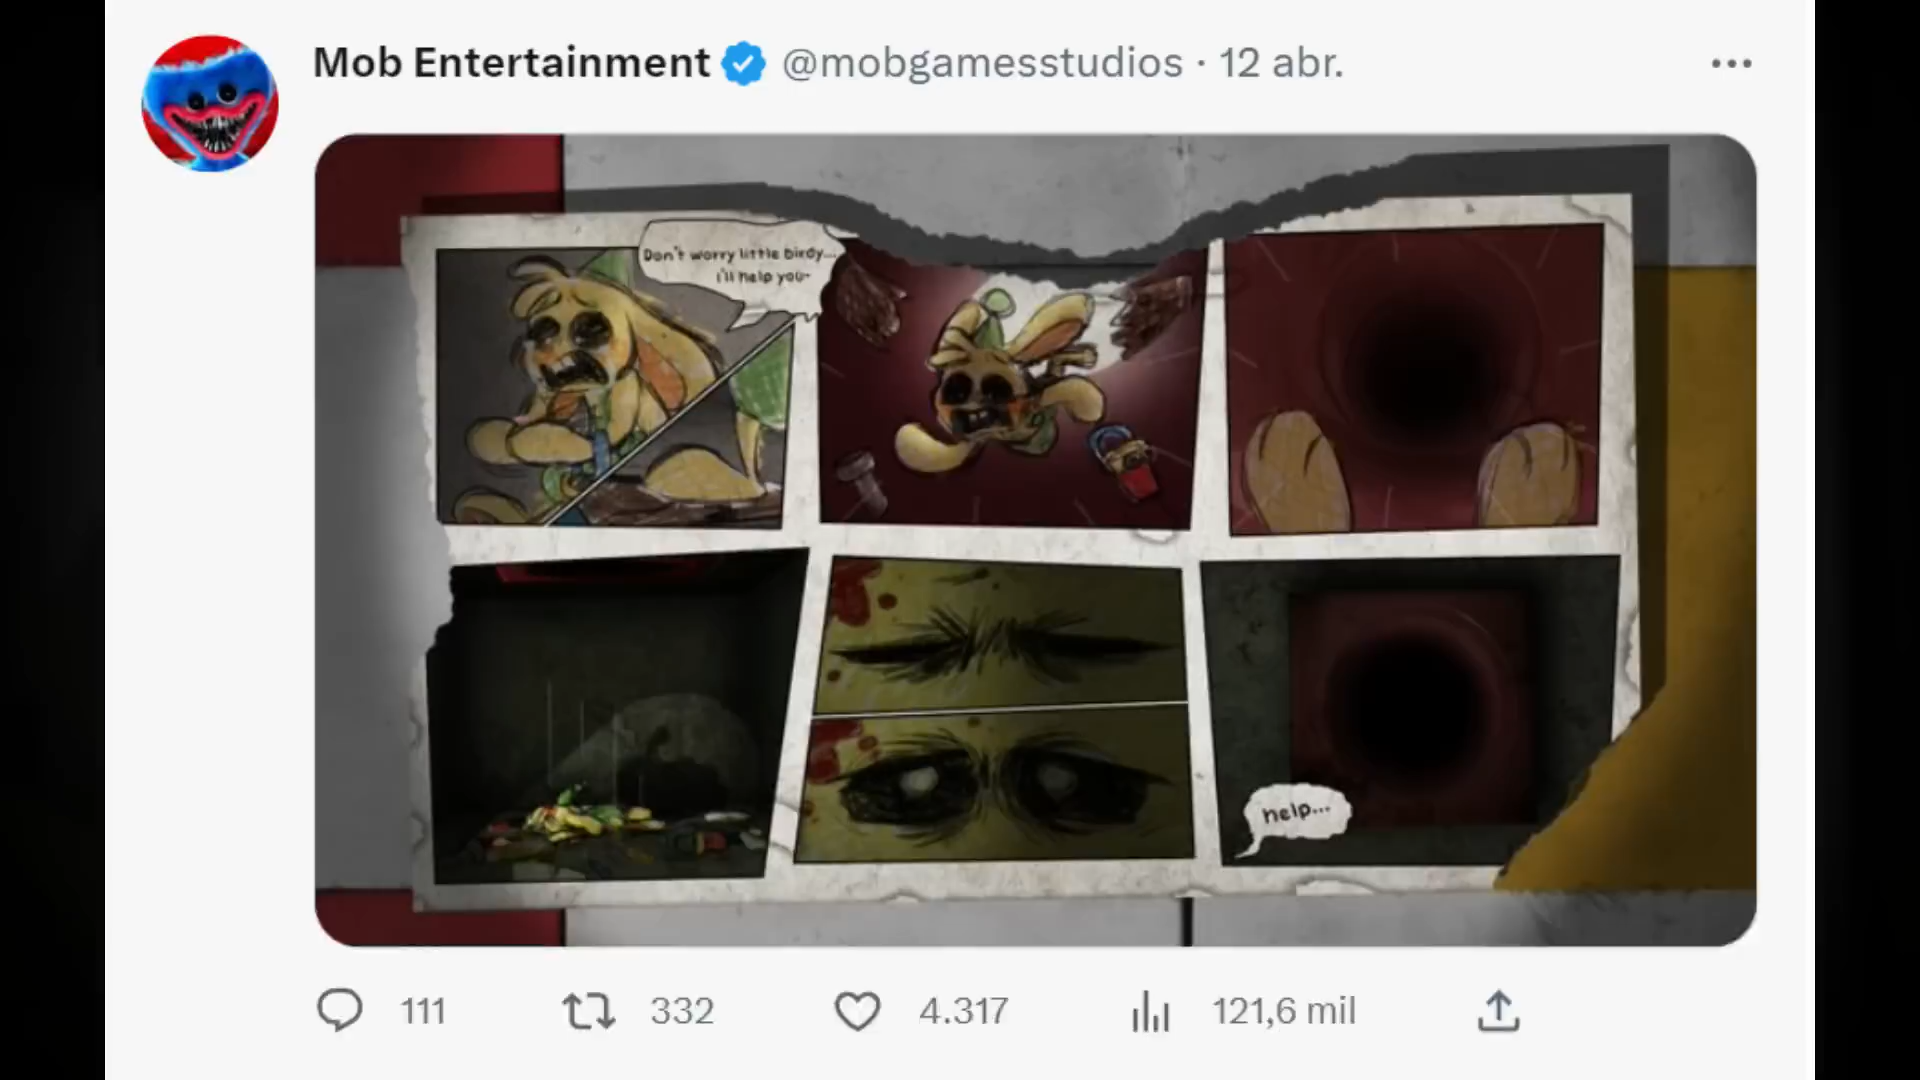 Mob Entertainment @mobgamesstudios · 12 abr.
Don't worry little birdy...
i'll help you-
help...
111 332 4.317 121,6 mil